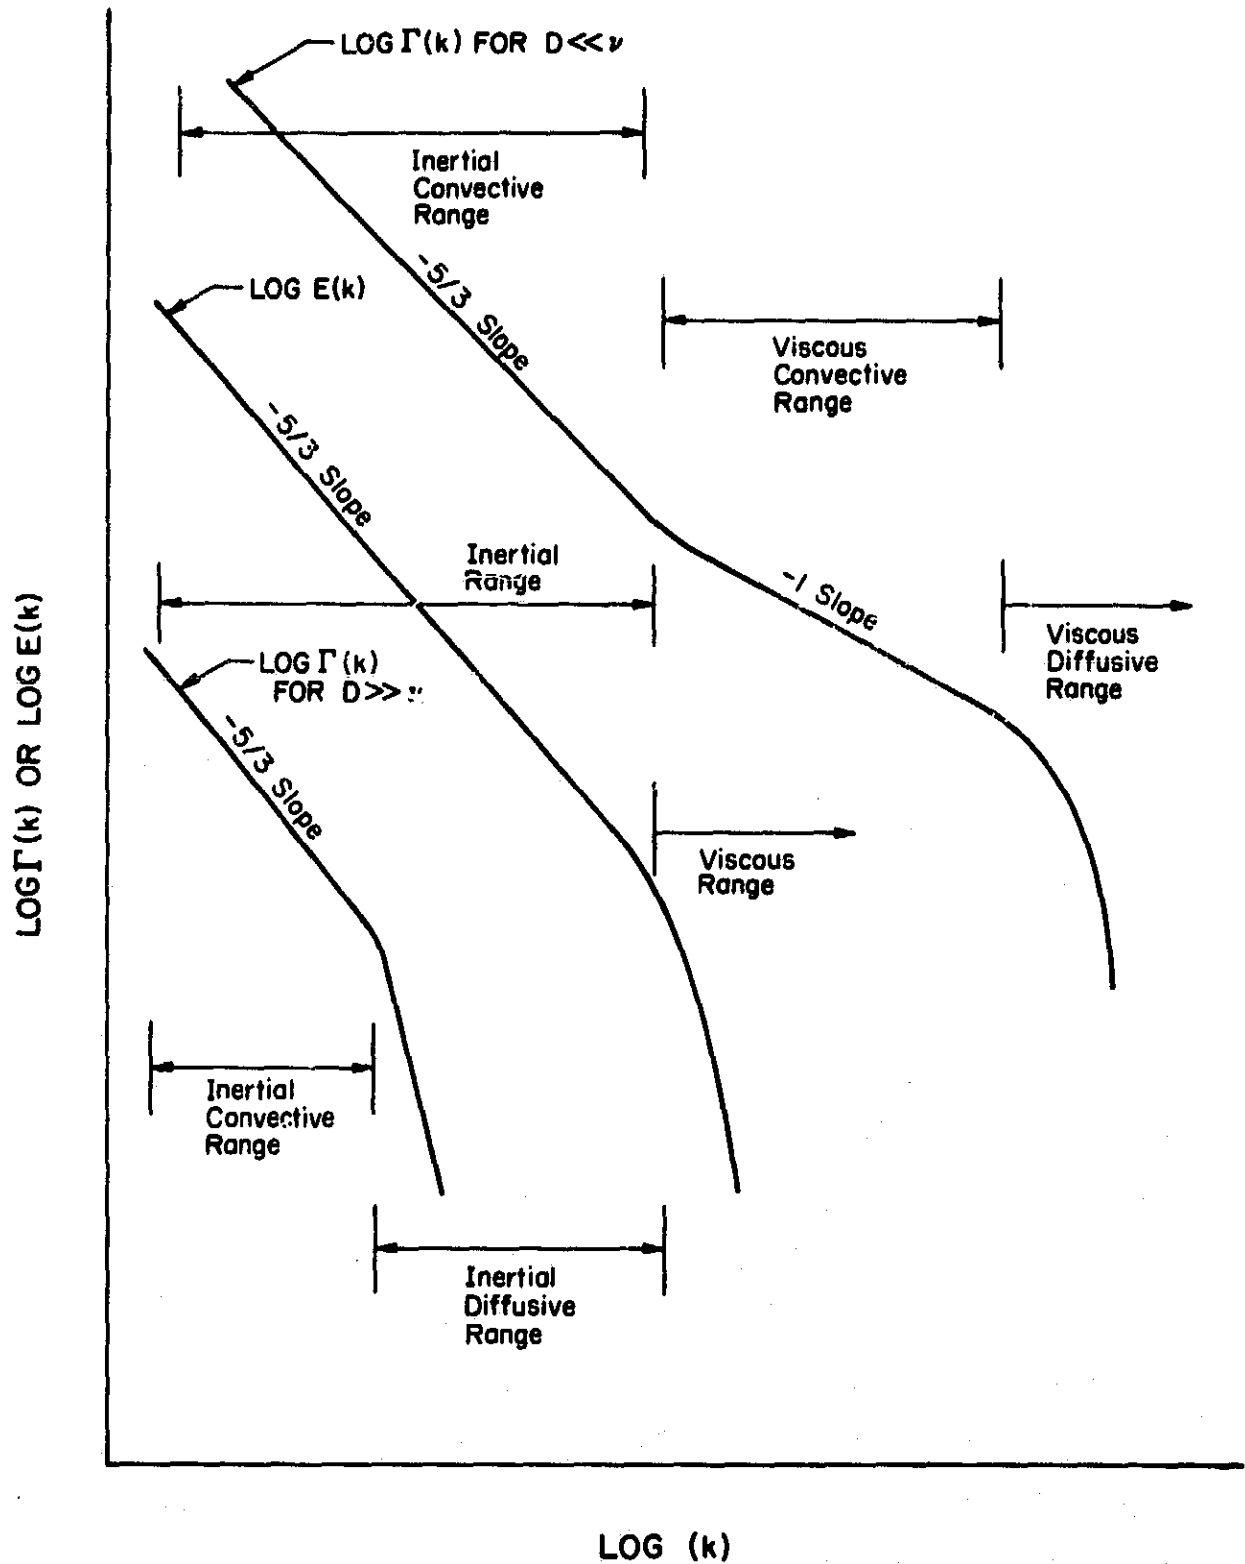 LOG Γ(k) FOR D<<ν
Inertial
Convective
Range
-5/3 Slope
LOG E(k)
Viscous
Convective
Range
-5/3 Slope
Inertial
Range
-1 Slope
Viscous
Diffusive
Range
LOG Γ(k)
FOR D>>
-5/3 Slope
Viscous
Range
LOG Γ(k) OR LOG E(k)
Inertial
Convective
Range
Inertial
Diffusive
Range
LOG (k)